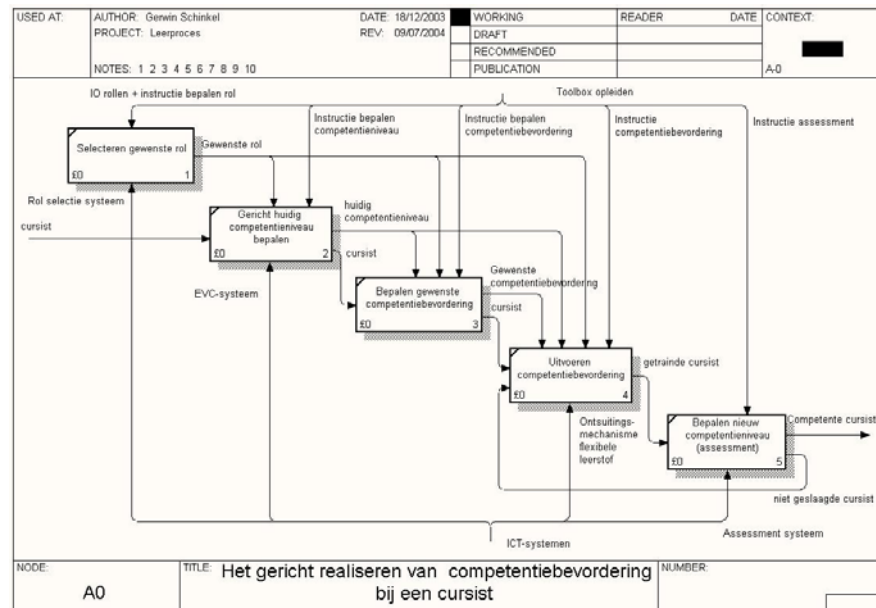 USED AT:
AUTHOR: Gerwin Schinkel
DATE: 18/12/2003
WORKING
READER
DATE
CONTEXT:
PROJECT: Leerproces
REV: 09/07/2004
DRAFT
RECOMMENDED
NOTES: 1 2 3 4 5 6 7 8 9 10
PUBLICATION
A-0
IO rollen + instructie bepalen rol
Toolbox opleiden
Instructie bepalen
competentieniveau
Instructie bepalen
competentiebevordering
Instructie
competentiebevordering
Instructie assessment
Selecteren gewenste rol
£0
1
Gewenste rol
Rol selectie systeem
cursist
Gericht huidig
competentieniveau
bepalen
£0
2
huidig
competentieniveau
cursist
EVC-systeem
Bepalen gewenste
competentiebevordering
£0
3
Gewenste
competentiebevordering
cursist
Uitvoeren
competentiebevordering
£0
4
getrainde cursist
Ontsuitings-
mechanisme
flexibele
leerstof
Bepalen nieuw
competentienveau
(assessment)
£0
5
Competente cursist
niet geslaagde cursist
ICT-systemen
Assessment systeem
NODE:
A0
TITLE:
Het gericht realiseren van competentiebevordering
bij een cursist
NUMBER: